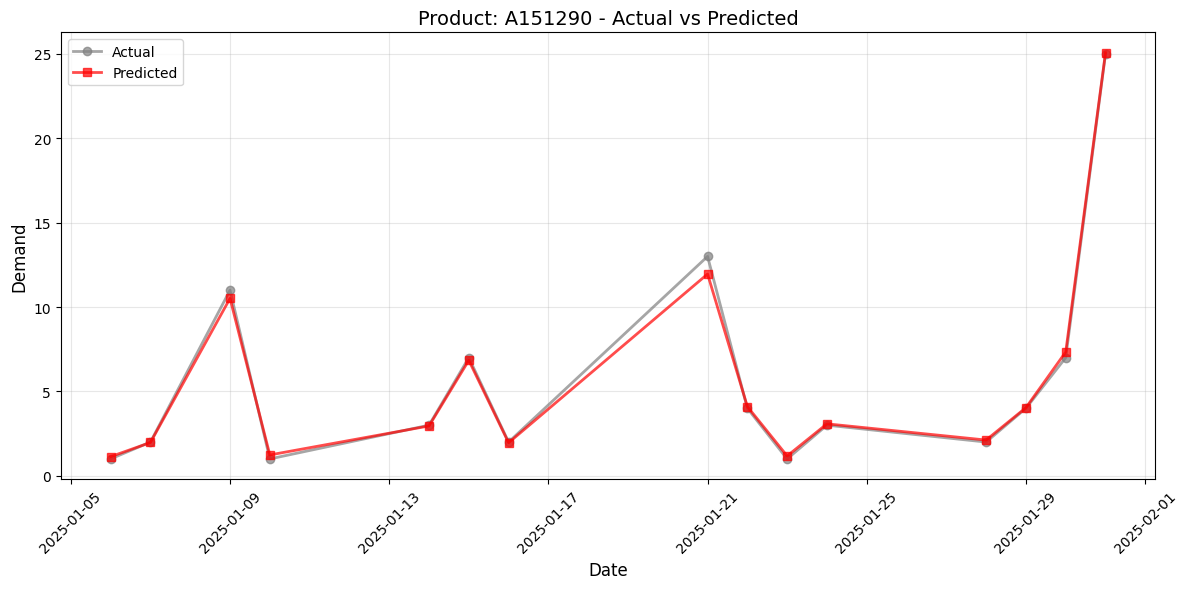 Product: A151290 - Actual vs Predicted
Actual
Predicted
Demand
25
20
15
10
5
0
2025-01-05
2025-01-09
2025-01-13
2025-01-17
2025-01-21
2025-01-25
2025-01-29
2025-02-01
Date